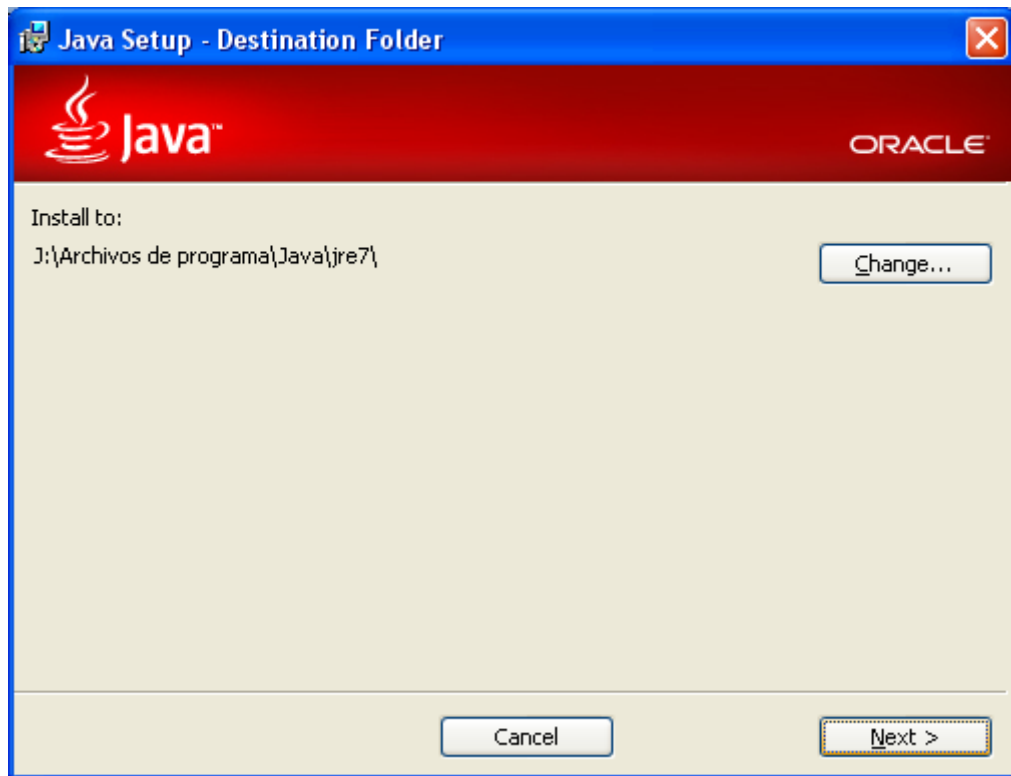 Java Setup - Destination Folder
Java™
ORACLE®
Install to:
J:\Archivos de programa\Java\jre7\
Change...
Cancel
Next >